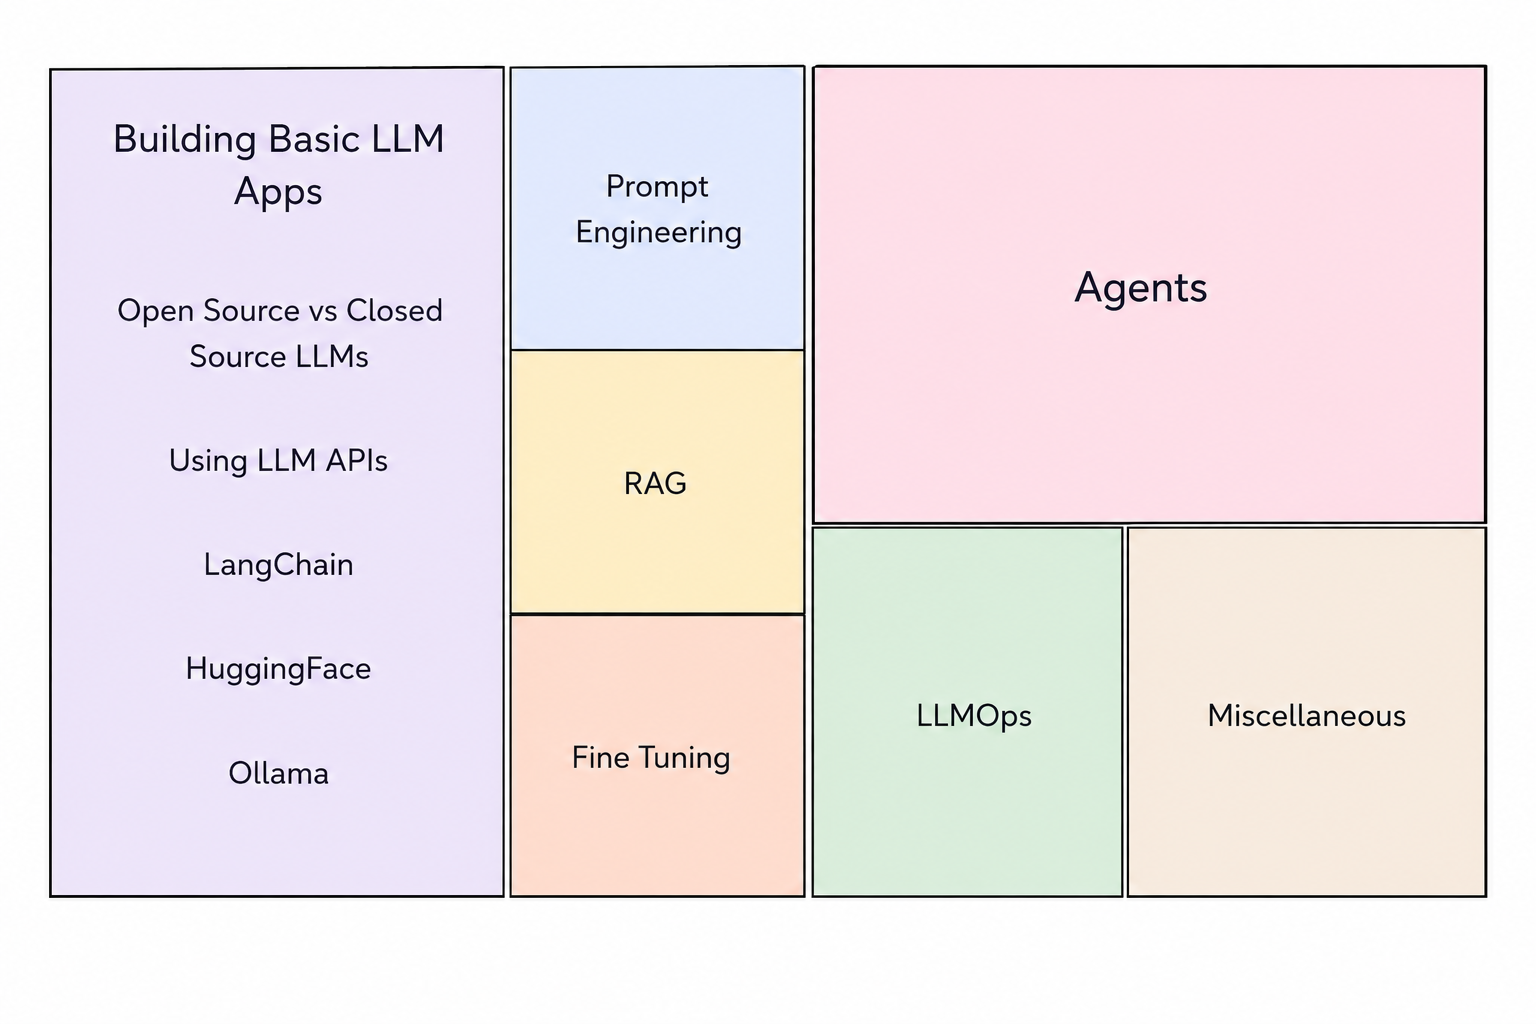 Building Basic LLM
Apps
Open Source vs Closed
Source LLMs
Using LLM APIs
LangChain
HuggingFace
Ollama
Prompt
Engineering
RAG
Fine Tuning
Agents
LLMOps
Miscellaneous